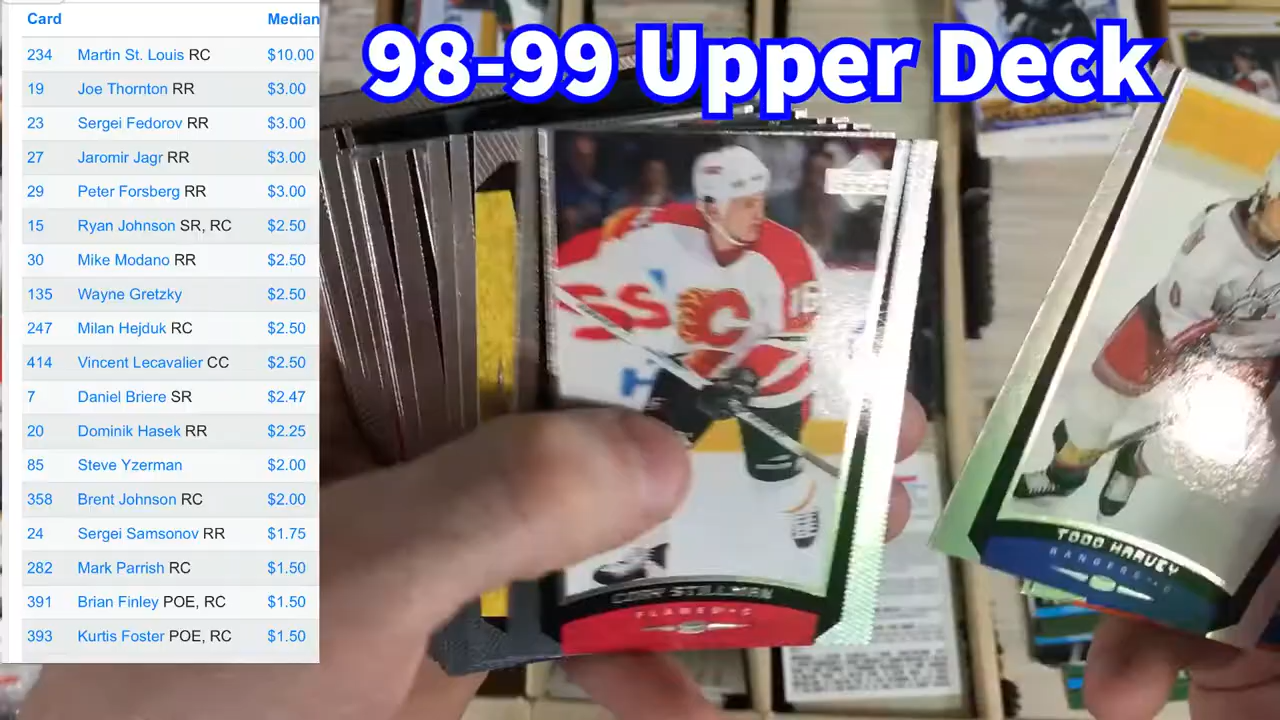 Card Median
234 Martin St. Louis RC $10.00
19 Joe Thornton RR $3.00
23 Sergei Fedorov RR $3.00
27 Jaromir Jagr RR $3.00
29 Peter Forsberg RR $3.00
15 Ryan Johnson SR, RC $2.50
30 Mike Modano RR $2.50
135 Wayne Gretzky $2.50
247 Milan Hejduk RC $2.50
414 Vincent Lecavalier CC $2.50
7 Daniel Briere SR $2.47
20 Dominik Hasek RR $2.25
85 Steve Yzerman $2.00
358 Brent Johnson RC $2.00
24 Sergei Samsonov RR $1.75
282 Mark Parrish RC $1.50
391 Brian Finley POE, RC $1.50
393 Kurtis Foster POE, RC $1.50
98-99 Upper Deck
16
C
CORY STILLMAN
FLAMES • C
TODD HARVEY
RANGERS • C